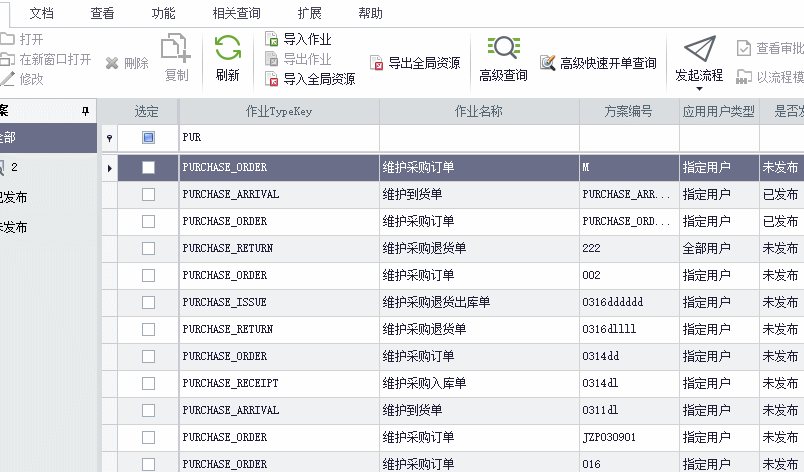 文档 查看 功能 相关查询 扩展 帮助
打开
在新窗口打开
修改
删除
复制
刷新
导入作业
导出作业
导入全局资源
导出全局资源
高级查询
高级快速开单查询
发起流程
查看审批
以流程模
案
选定 作业TypeKey 作业名称 方案编号 应用用户类型 是否发
全部
2
已发布
未发布
PUR
PURCHASE_ORDER 维护采购订单 M 指定用户 未发布
PURCHASE_ARRIVAL 维护到货单 PURCHASE_ARR... 指定用户 已发布
PURCHASE_ORDER 维护采购订单 PURCHASE_ORD... 指定用户 已发布
PURCHASE_RETURN 维护采购退货单 222 全部用户 未发布
PURCHASE_ORDER 维护采购订单 002 指定用户 未发布
PURCHASE_ISSUE 维护采购退货出库单 0316dddddd 指定用户 未发布
PURCHASE_RETURN 维护采购退货单 0316dllll 指定用户 未发布
PURCHASE_ORDER 维护采购订单 0314dd 指定用户 未发布
PURCHASE_RECEIPT 维护采购入库单 0314dl 指定用户 未发布
PURCHASE_ARRIVAL 维护到货单 0311dl 指定用户 未发布
PURCHASE_ORDER 维护采购订单 JZP030901 指定用户 未发布
PURCHASE_ORDER 维护采购订单 016 指定用户 未发布